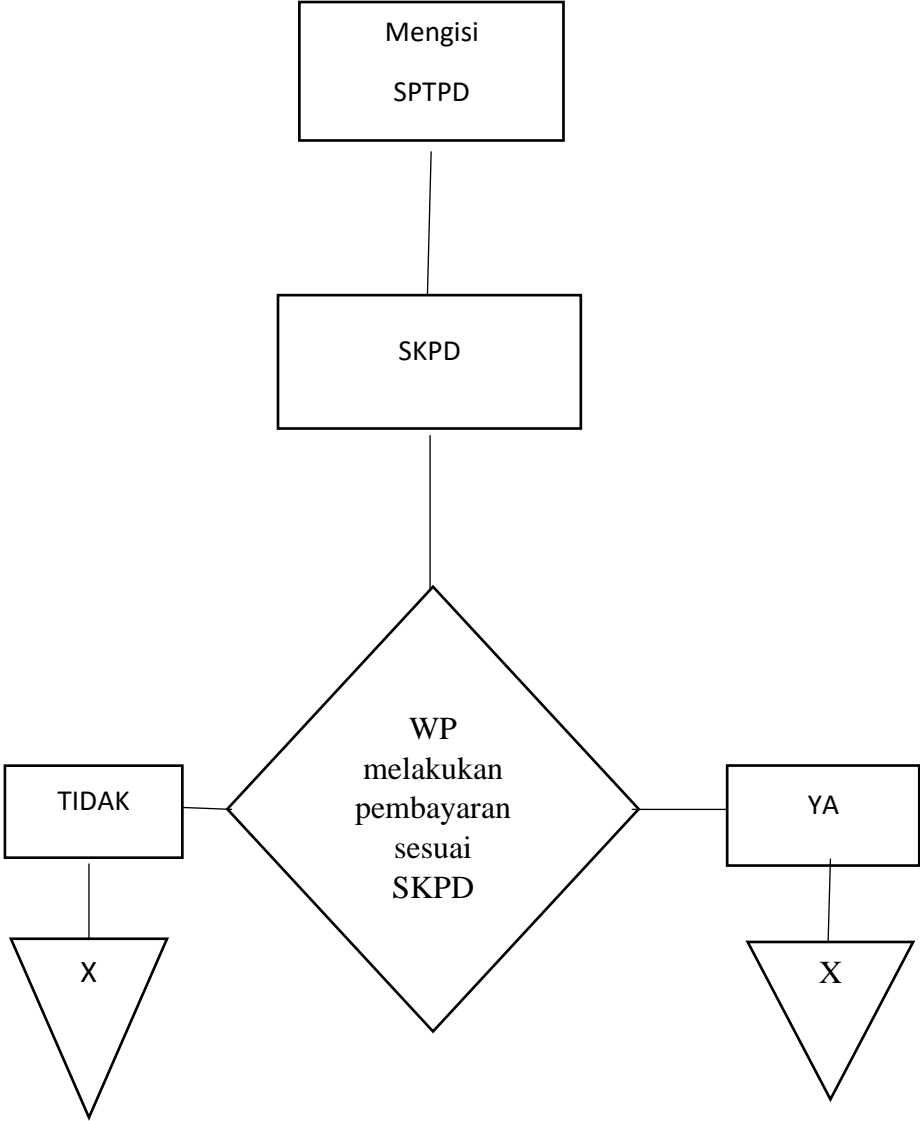 Mengisi
SPTPD
SKPD
WP
melakukan
pembayaran
sesuai
SKPD
TIDAK
YA
X
X